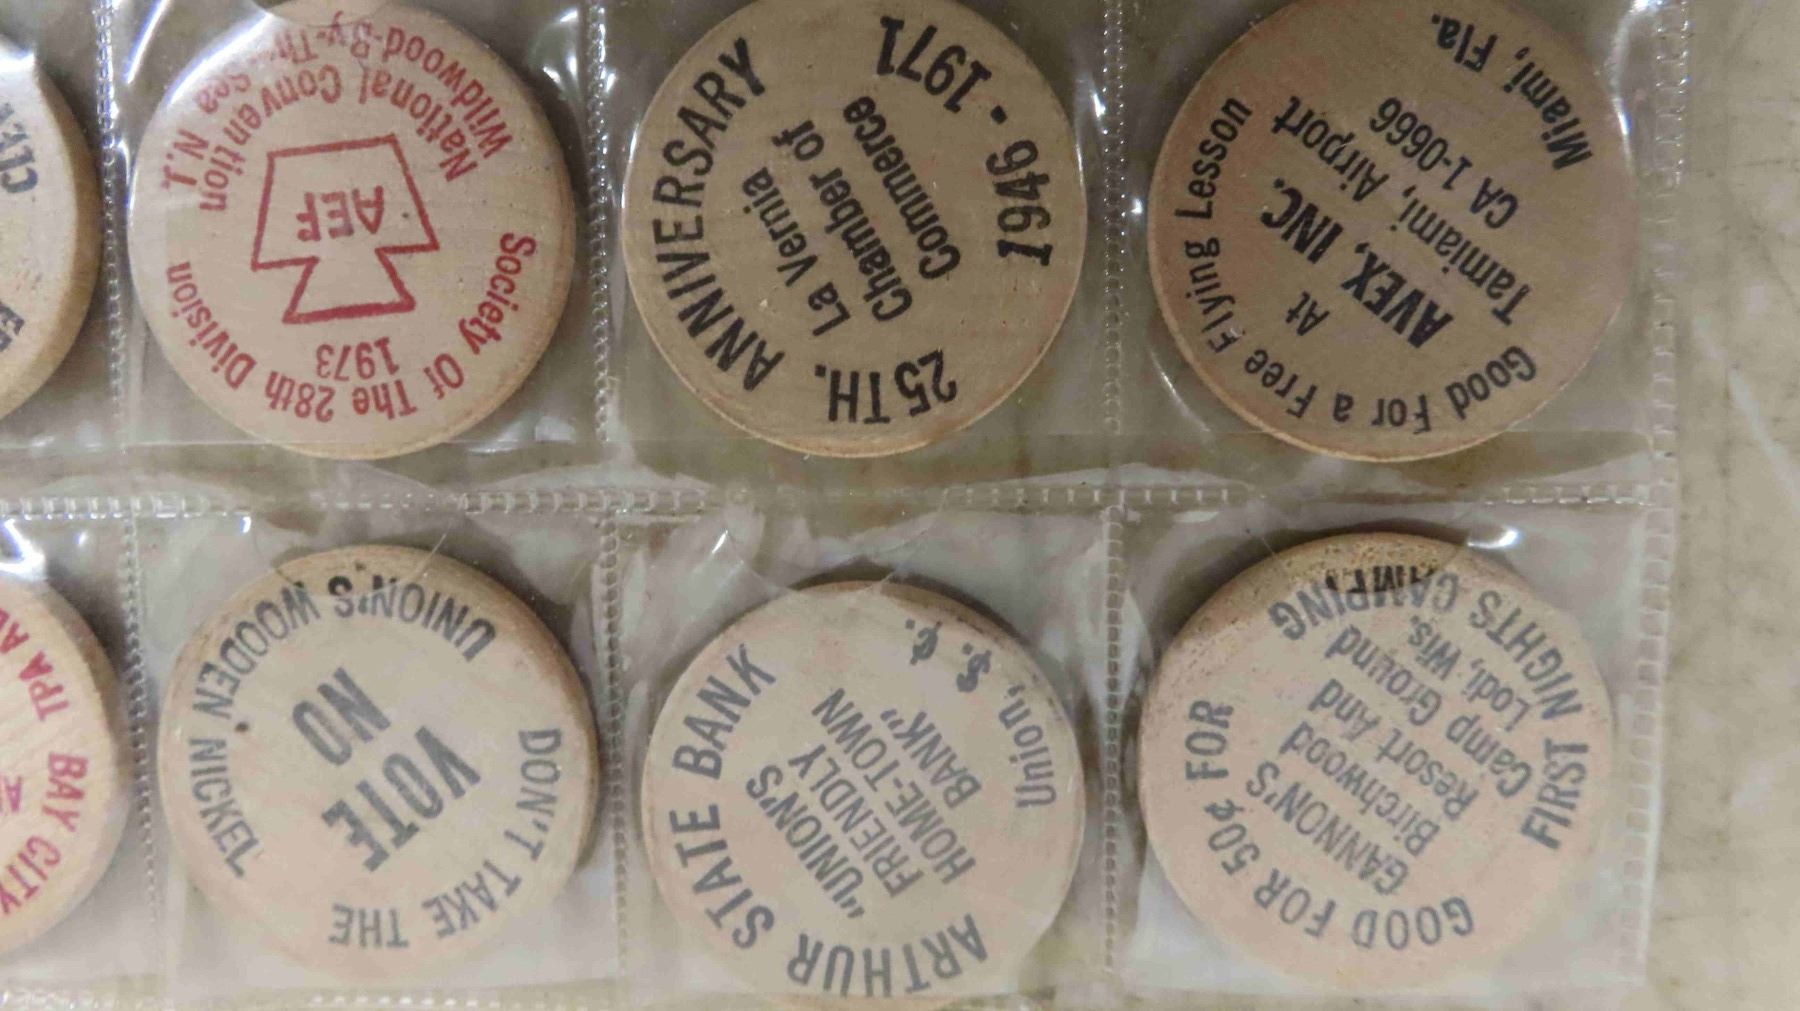 Society Of The 28th Division
1973
AEF
National Convention
Wildwood-By-The-Sea N.J.
25TH. ANNIVERSARY
La Vernia
Chamber of
Commerce
1946 - 1971
Good For a Free Flying Lesson
At
AVEX, INC.
Tamiami, Airport
CA 1-0666
Miami, Fla.
TPA
BAY CITY
DON'T TAKE THE
VOTE
NO
UNION'S WOODEN NICKEL
ARTHUR STATE BANK
"UNION'S
FRIENDLY
HOME-TOWN
BANK"
Union, $. ¢.
GOOD FOR 50¢ FOR
GANNON'S
Birchwood
Resort And
Camp Ground
Lodi, Wis.
FIRST NIGHTS CAMPING